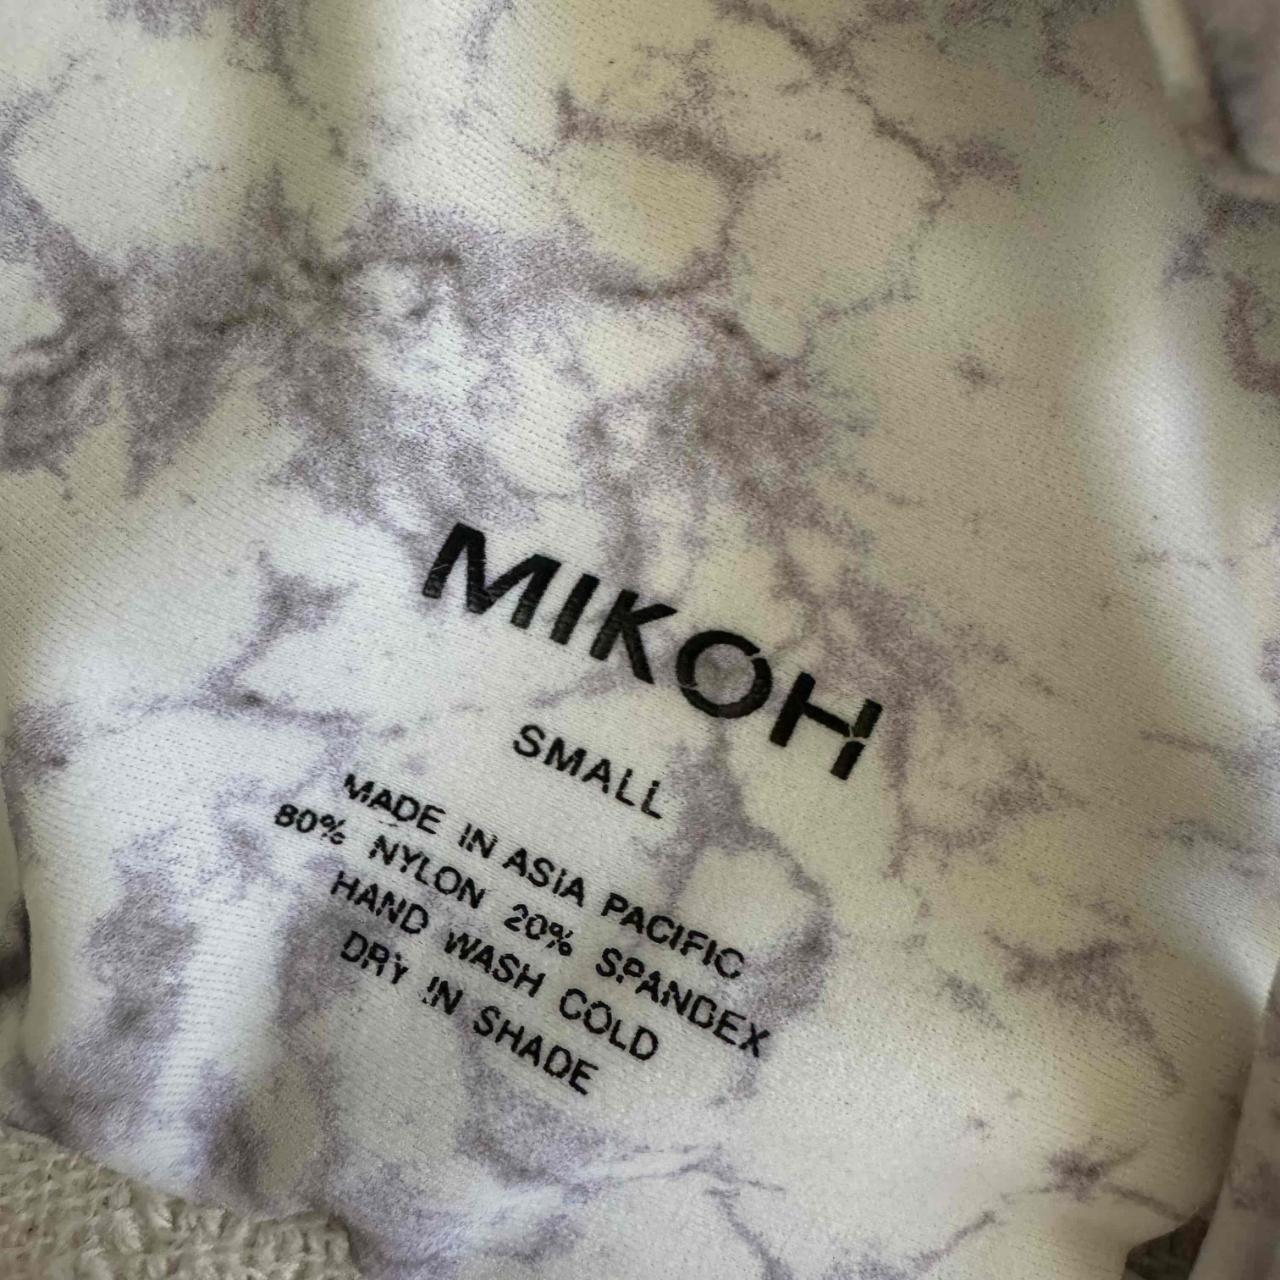 MIKOH
SMALL
MADE IN ASIA PACIFIC
80% NYLON 20% SPANDEX
HAND WASH COLD
DRY IN SHADE